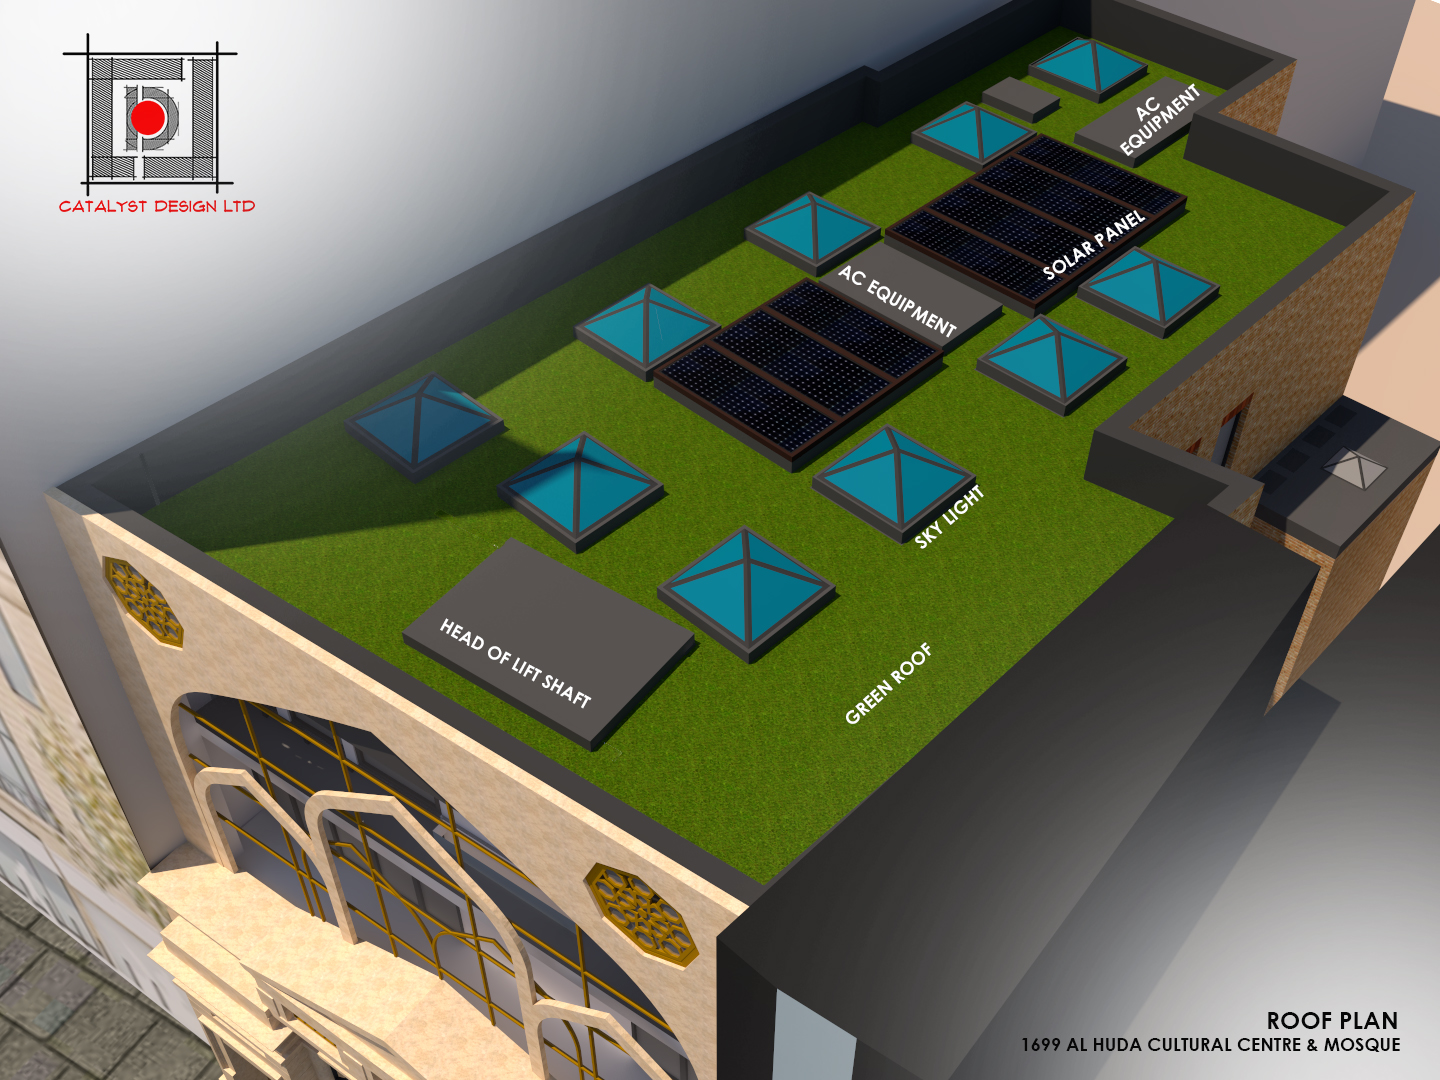 CATALYST DESIGN LTD
AC
EQUIPMENT
SOLAR PANEL
AC EQUIPMENT
SKY LIGHT
HEAD OF LIFT SHAFT
GREEN ROOF
ROOF PLAN
1699 AL HUDA CULTURAL CENTRE & MOSQUE